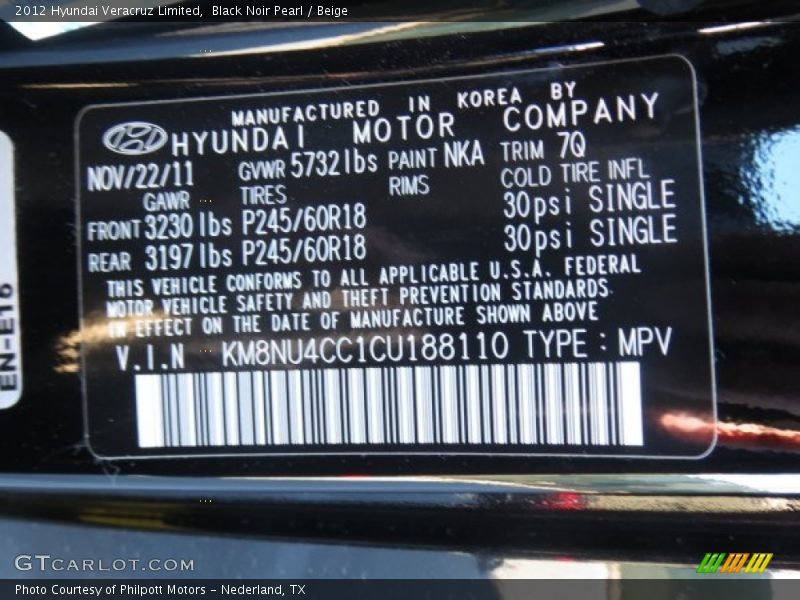 2012 Hyundai Veracruz Limited,  Black Noir Pearl / Beige
MANUFACTURED IN KOREA BY
HYUNDAI MOTOR COMPANY
NOV/22/11 GVWR 5732lbs PAINT NKA TRIM 7Q
GAWR TIRES RIMS COLD TIRE INFL
FRONT 3230 lbs P245/60R18 30psi SINGLE
REAR 3197 lbs P245/60R18 30psi SINGLE
THIS VEHICLE CONFORMS TO ALL APPLICABLE U.S.A. FEDERAL
MOTOR VEHICLE SAFETY AND THEFT PREVENTION STANDARDS
IN EFFECT ON THE DATE OF MANUFACTURE SHOWN ABOVE
V.I.N KM8NU4CC1CU188110 TYPE : MPV
EN-E16
GTCARLOT.COM
Photo Courtesy of Philpott Motors - Nederland, TX